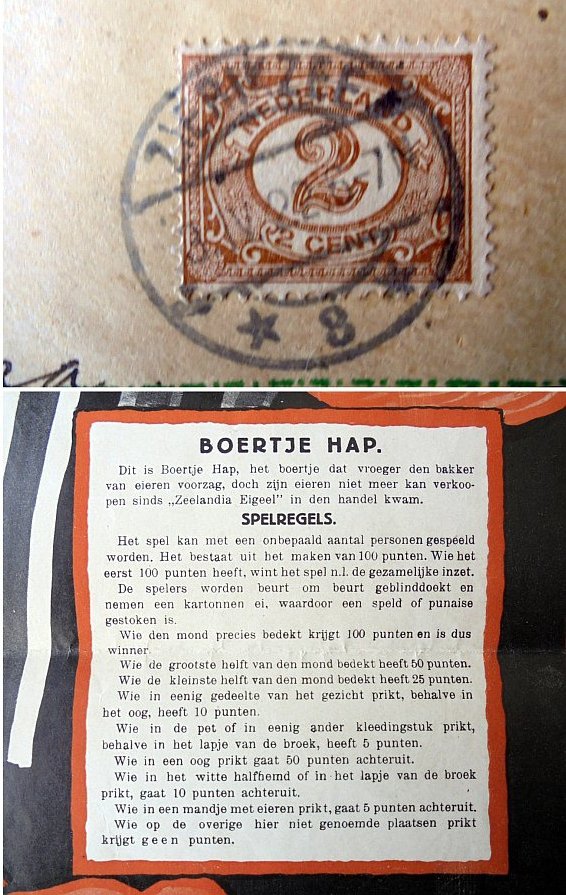 NEDERLAND
2
2 CENT
8
BOERTJE HAP.
Dit is Boertje Hap, het boertje dat vroeger den bakker
van eieren voorzag, doch zijn eieren niet meer kan verkoo-
pen sinds „Zeelandia Eigeel" in den handel kwam.
SPELREGELS.
Het spel kan met een onbepaald aantal personen gespeeld
worden. Het bestaat uit het maken van 100 punten. Wie het
eerst 100 punten heeft, wint het spel n.l. de gezamelijke inzet.
De spelers worden beurt om beurt geblinddoekt en
nemen een kartonnen ei, waardoor een speld of punaise
gestoken is.
Wie den mond precies bedekt krijgt 100 punten en is dus
winner.
Wie de grootste helft van den mond bedekt heeft 50 punten.
Wie de kleinste helft van den mond bedekt heeft 25 punten.
Wie in eenig gedeelte van het gezicht prikt, behalve in
het oog, heeft 10 punten.
Wie in de pet of in eenig ander kleedingstuk prikt,
behalve in het lapje van de broek, heeft 5 punten.
Wie in een oog prikt gaat 50 punten achteruit.
Wie in het witte halfhemd of in het lapje van de broek
prikt, gaat 10 punten achteruit.
Wie in een mandje met eieren prikt, gaat 5 punten achteruit.
Wie op de overige hier niet genoemde plaatsen prikt
krijgt geen punten.